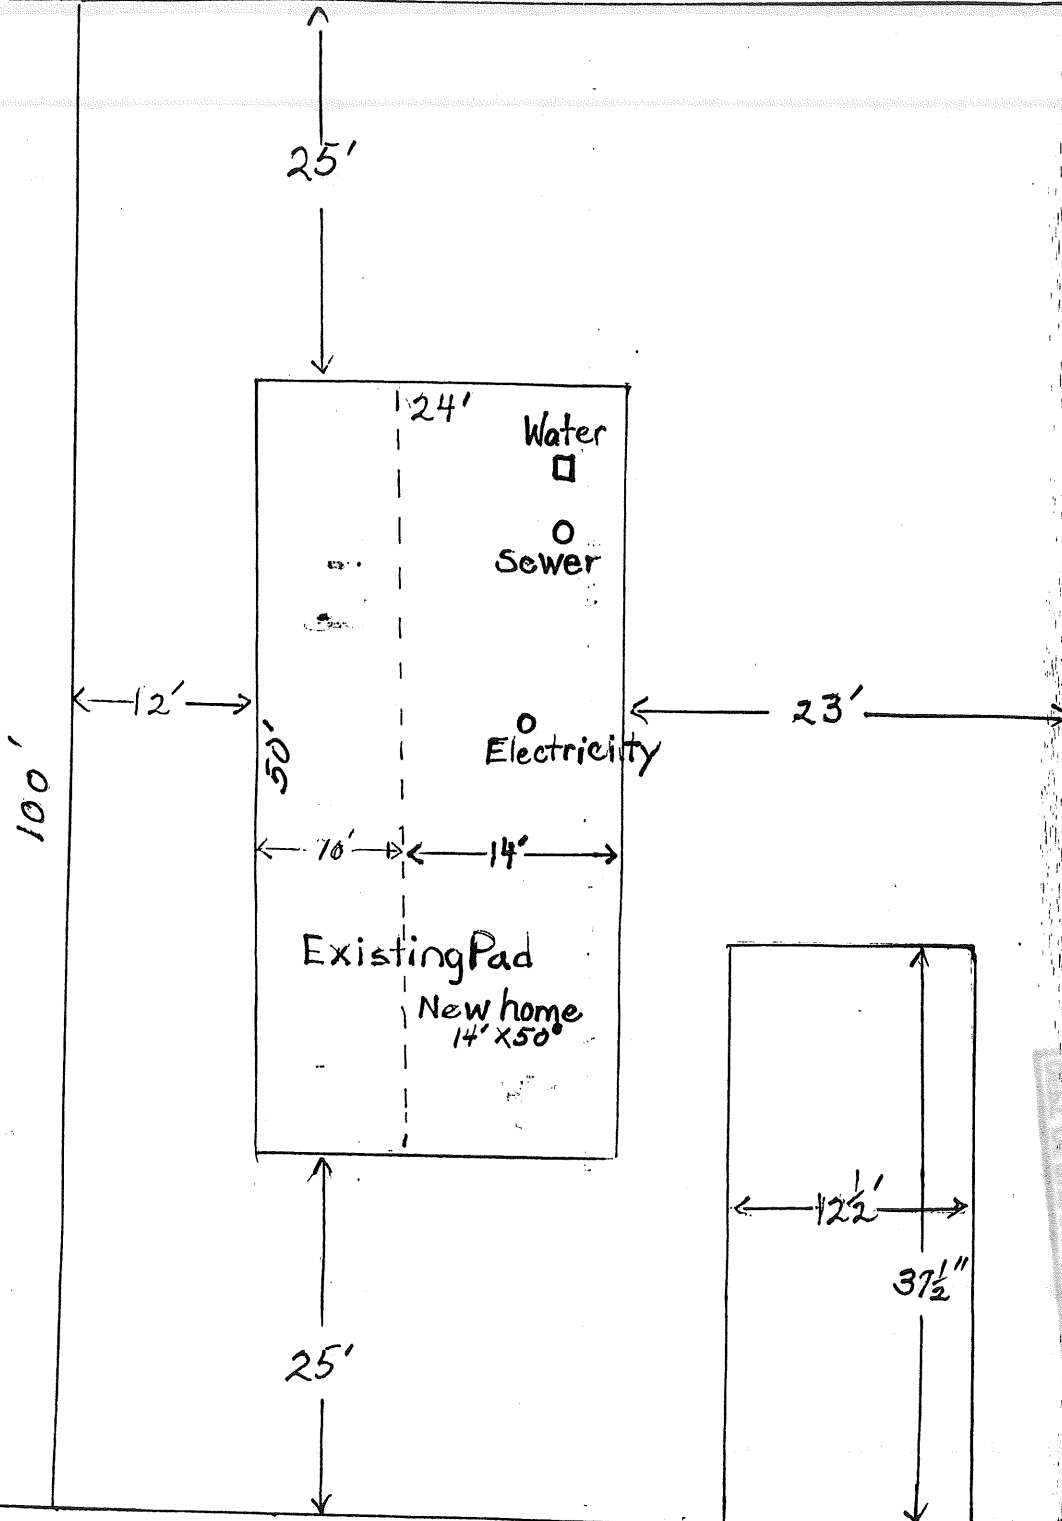 25'
24'
Water
Sewer
12'
23'
50'
Electricity
100'
10'
14'
Existing Pad
New home
14' X 50'
12½'
37½"
25'